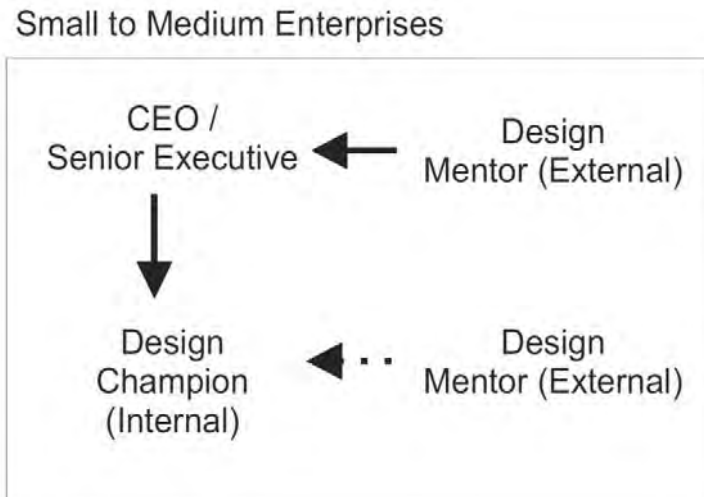 Small to Medium Enterprises
CEO /
Senior Executive
Design
Mentor (External)
Design
Champion
(Internal)
Design
Mentor (External)